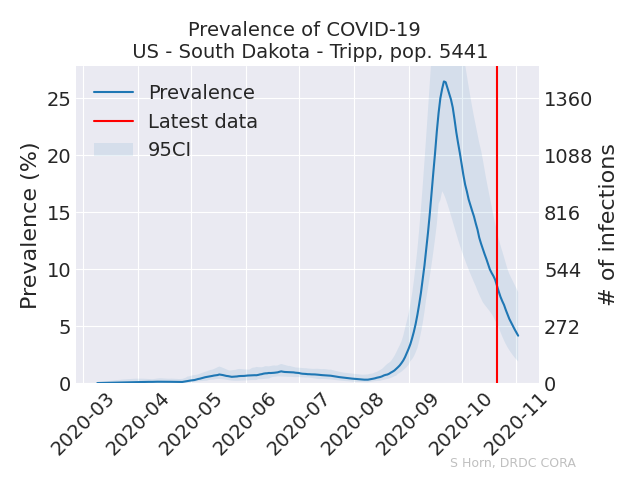 Prevalence of COVID-19
US - South Dakota - Tripp, pop. 5441
Prevalence
Latest data
95CI
Prevalence (%)
25
20
15
10
5
0
1360
1088
816
544
272
0
# of infections
2020-03
2020-04
2020-05
2020-06
2020-07
2020-08
2020-09
2020-10
2020-11
S Horn, DRDC CORA